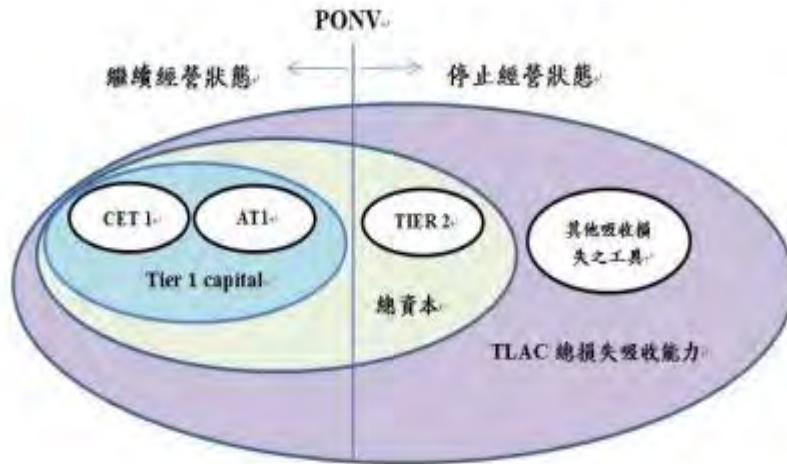 PONV
繼續經營狀態
停止經營狀態
CET 1
AT1
TIER 2
其他吸收損
失之工具
Tier 1 capital
總資本
TLAC 總損失吸收能力